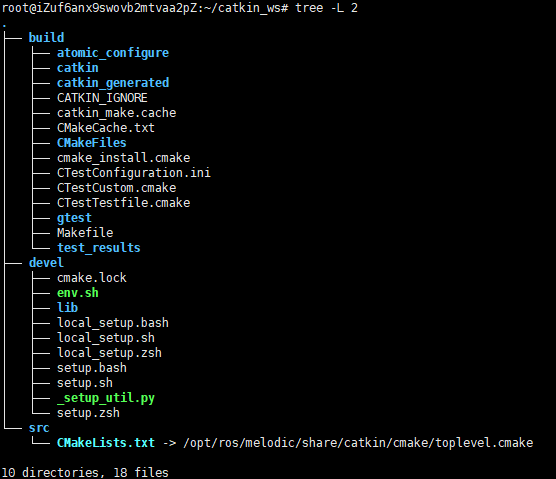 root@iZuf6anx9swovb2mtvaa2pZ:~/catkin_ws# tree -L 2
.
├── build
│   ├── atomic_configure
│   ├── catkin
│   ├── catkin_generated
│   ├── CATKIN_IGNORE
│   ├── catkin_make.cache
│   ├── CMakeCache.txt
│   ├── CMakeFiles
│   ├── cmake_install.cmake
│   ├── CTestConfiguration.ini
│   ├── CTestCustom.cmake
│   ├── CTestTestfile.cmake
│   ├── gtest
│   ├── Makefile
│   └── test_results
├── devel
│   ├── cmake.lock
│   ├── env.sh
│   ├── lib
│   ├── local_setup.bash
│   ├── local_setup.sh
│   ├── local_setup.zsh
│   ├── setup.bash
│   ├── setup.sh
│   ├── _setup_util.py
│   └── setup.zsh
└── src
    └── CMakeLists.txt -> /opt/ros/melodic/share/catkin/cmake/toplevel.cmake
10 directories, 18 files